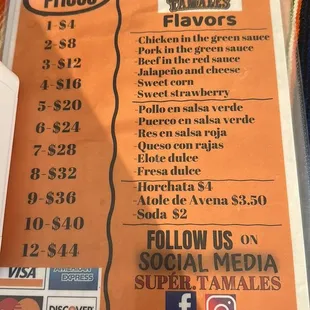 Prices
1-$4
2-$8
3-$12
4-$16
5-$20
6-$24
7-$28
8-$32
9-$36
10-$40
12-$44
TAMALES
Flavors
-Chicken in the green sauce
-Pork in the green sauce
-Beef in the red sauce
-Jalapeño and cheese
-Sweet corn
-Sweet strawberry
-Pollo en salsa verde
-Puerco en salsa verde
-Res en salsa roja
-Queso con rajas
-Elote dulce
-Fresa dulce
-Horchata $4
-Atole de Avena $3.50
-Soda $2
FOLLOW US ON
SOCIAL MEDIA
SUPÉR.TAMALES
VISA
AMERICAN EXPRESS
DISCOVER